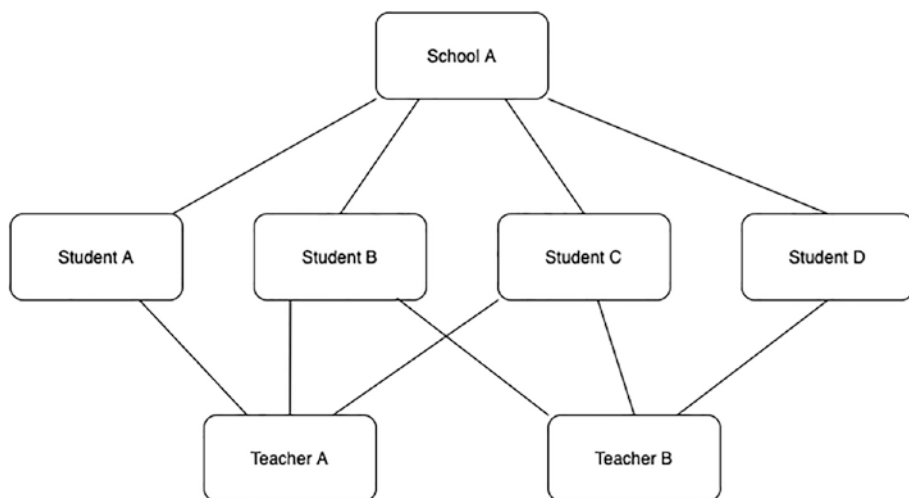 School A
Student A
Student B
Student C
Student D
Teacher A
Teacher B